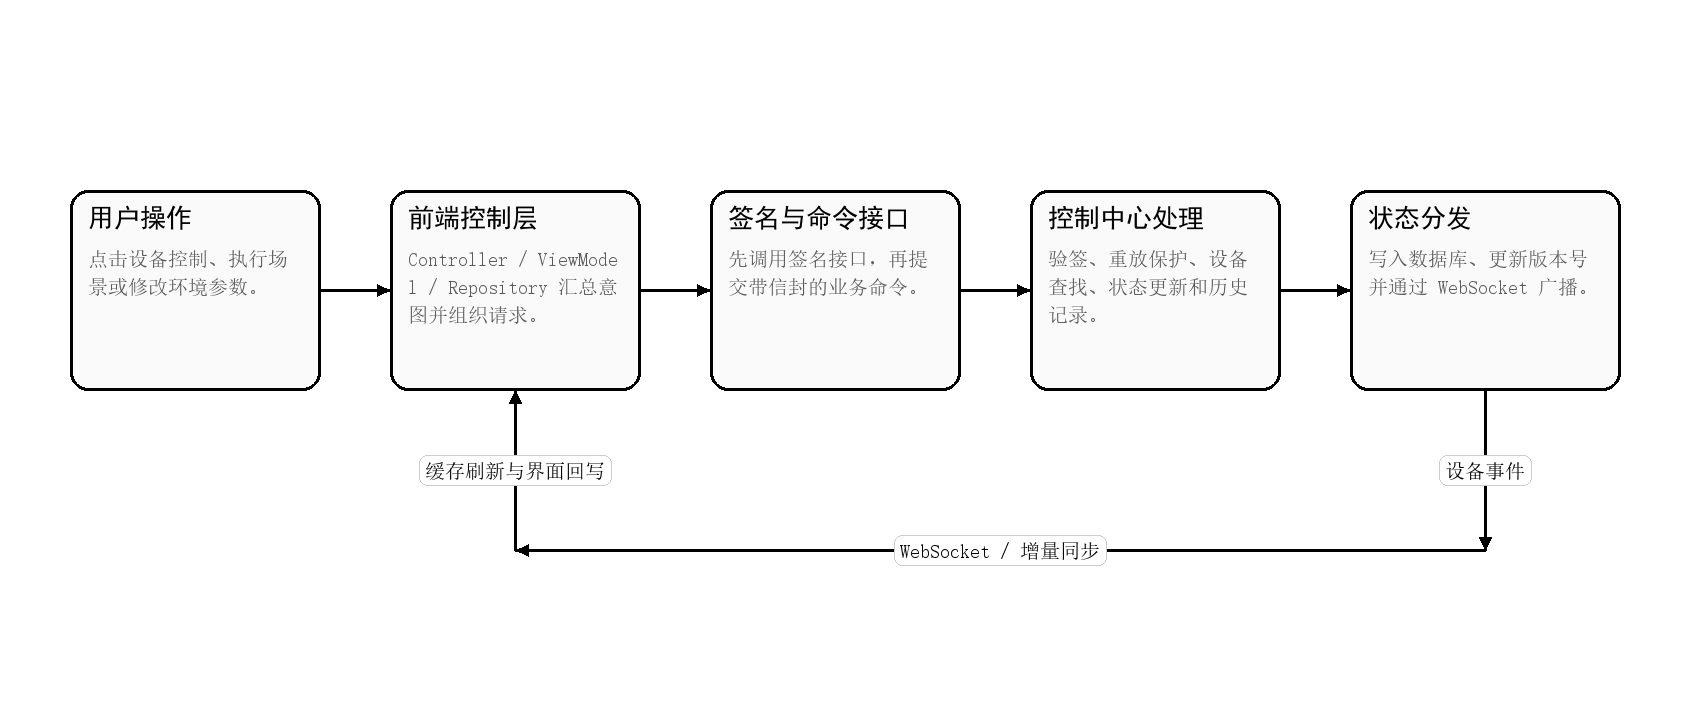 用户操作
点击设备控制、执行场
景或修改环境参数。
前端控制层
Controller / ViewMode
l / Repository 汇总意
图并组织请求。
签名与命令接口
先调用签名接口，再提
交带信封的业务命令。
控制中心处理
验签、重放保护、设备
查找、状态更新和历史
记录。
状态分发
写入数据库、更新版本号
并通过 WebSocket 广播。
缓存刷新与界面回写
设备事件
WebSocket / 增量同步